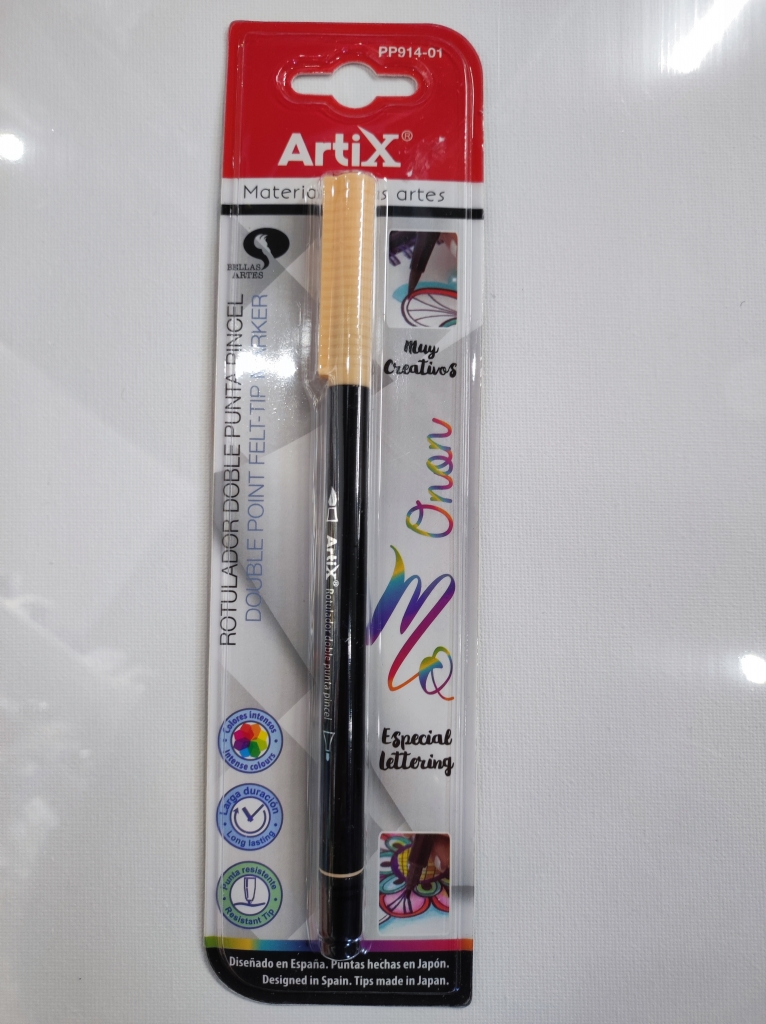 PP914-01
ArtiX®
Materia s artes
BELLAS
ARTES
ROTULADOR DOBLE PUNTA PINCEL
DOUBLE POINT FELT-TIP MARKER
Muy
Creativos
ArtiX®
Rotulador doble punta pincel
Especial
Lettering
Colores intensos
Intense colours
Larga duración
Long lasting
Punta resistente
Resistant Tip
Diseñado en España. Puntas hechas en Japón.
Designed in Spain. Tips made in Japan.